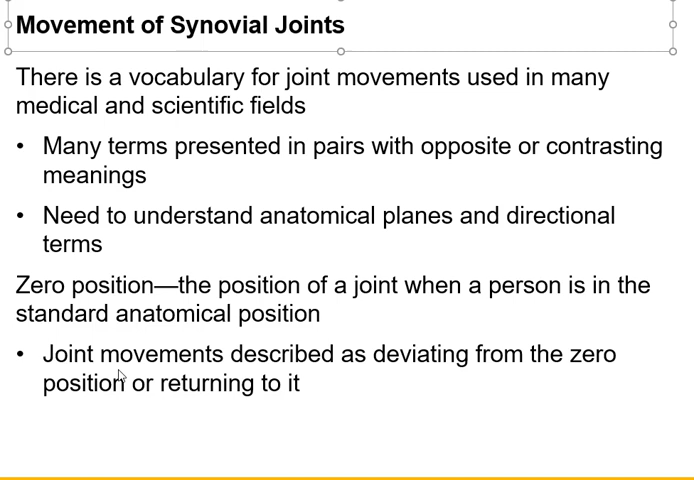 Movement of Synovial Joints
There is a vocabulary for joint movements used in many
medical and scientific fields
• Many terms presented in pairs with opposite or contrasting
meanings
• Need to understand anatomical planes and directional
terms
Zero position—the position of a joint when a person is in the
standard anatomical position
• Joint movements described as deviating from the zero
position or returning to it